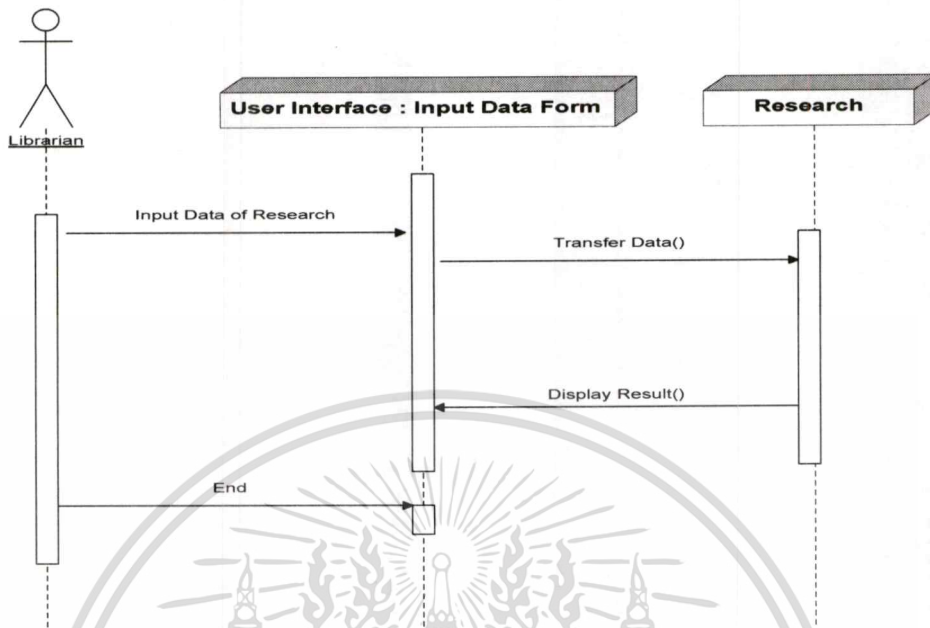 Librarian
User Interface : Input Data Form
Research
Input Data of Research
Transfer Data()
Display Result()
End